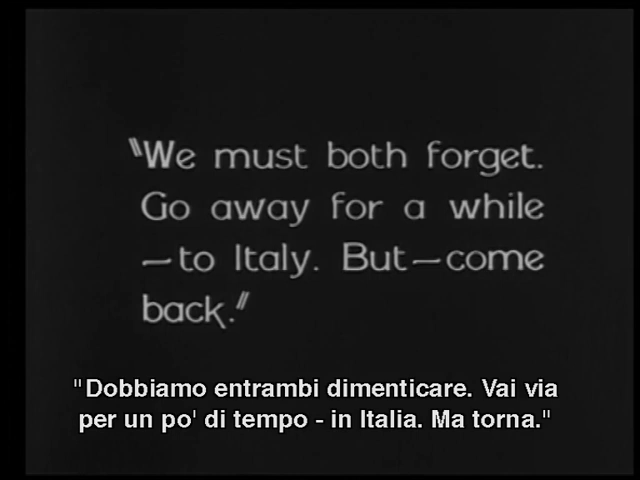 "We must both forget.
Go away for a while
—to Italy. But—come
back."
"Dobbiamo entrambi dimenticare. Vai via
per un po' di tempo - in Italia. Ma torna."